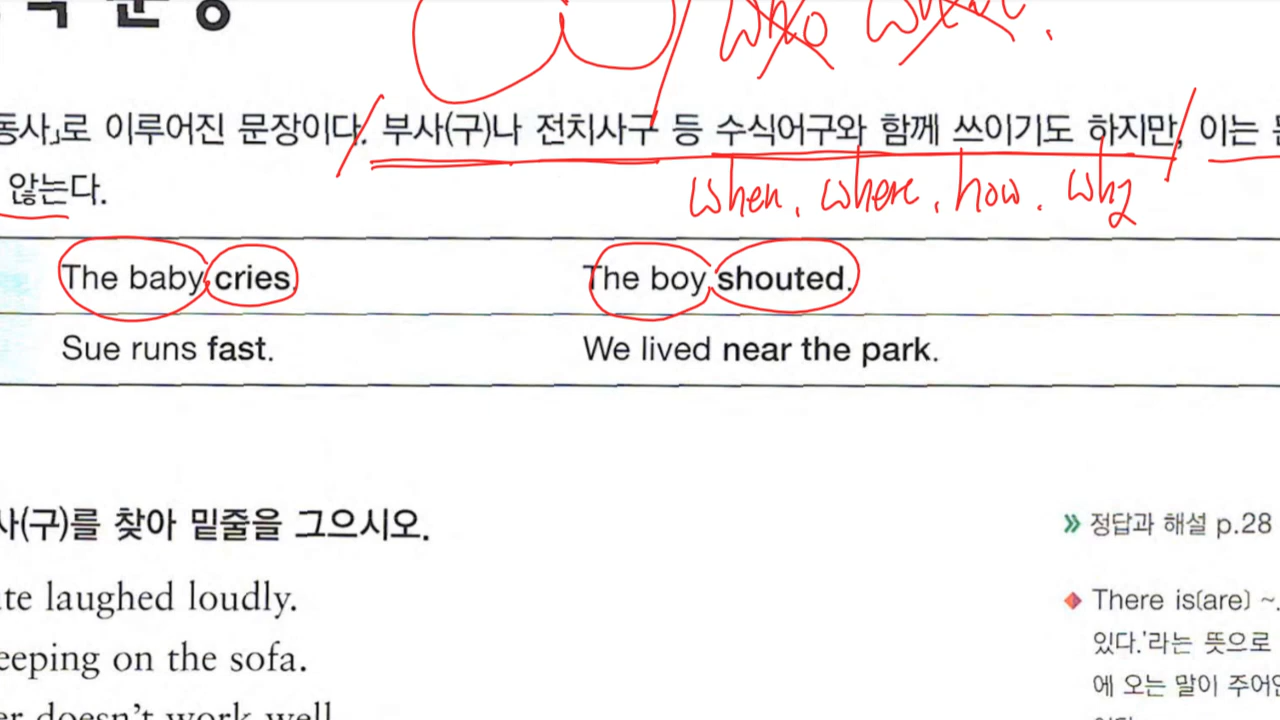 who what.
동사」로 이루어진 문장이다. 부사(구)나 전치사구 등 수식어구와 함께 쓰이기도 하지만, 이는
when, where, how. why
않는다.
The baby cries. The boy shouted.
Sue runs fast. We lived near the park.
사(구)를 찾아 밑줄을 그으시오.
» 정답과 해설 p.28
laughed loudly.
There is(are) ~.
있다.'라는 뜻으로
on the sofa.
에 오는 말이 주어
doesn't work well